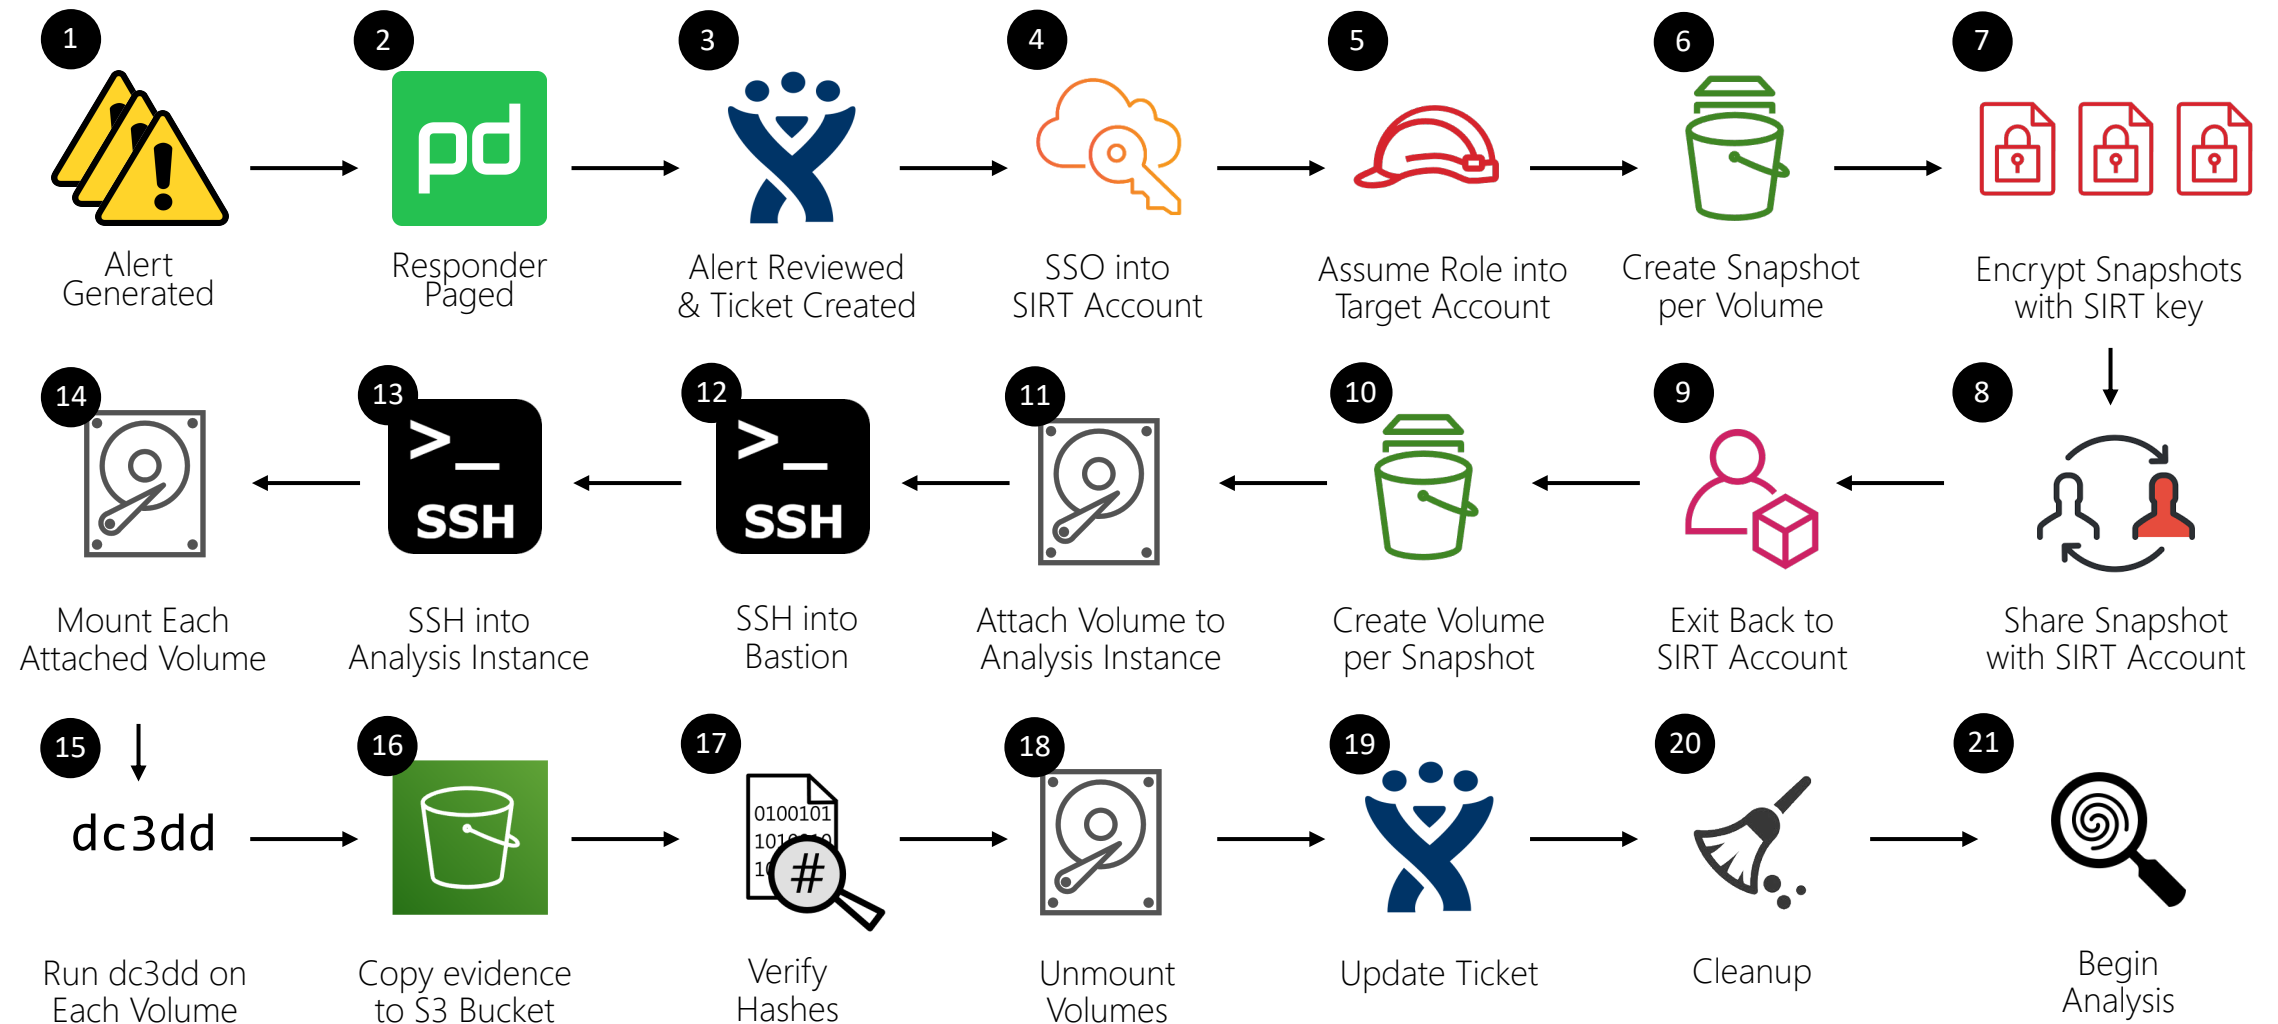 1
2
3
4
5
6
7
pd
Alert
Generated
Responder
Paged
Alert Reviewed
& Ticket Created
SSO into
SIRT Account
Assume Role into
Target Account
Create Snapshot
per Volume
Encrypt Snapshots
with SIRT key
14
13
12
11
10
9
8
>_
SSH
>_
SSH
Mount Each
Attached Volume
SSH into
Analysis Instance
SSH into
Bastion
Attach Volume to
Analysis Instance
Create Volume
per Snapshot
Exit Back to
SIRT Account
Share Snapshot
with SIRT Account
15
16
17
18
19
20
21
dc3dd
0100101
#
Run dc3dd on
Each Volume
Copy evidence
to S3 Bucket
Verify
Hashes
Unmount
Volumes
Update Ticket
Cleanup
Begin
Analysis